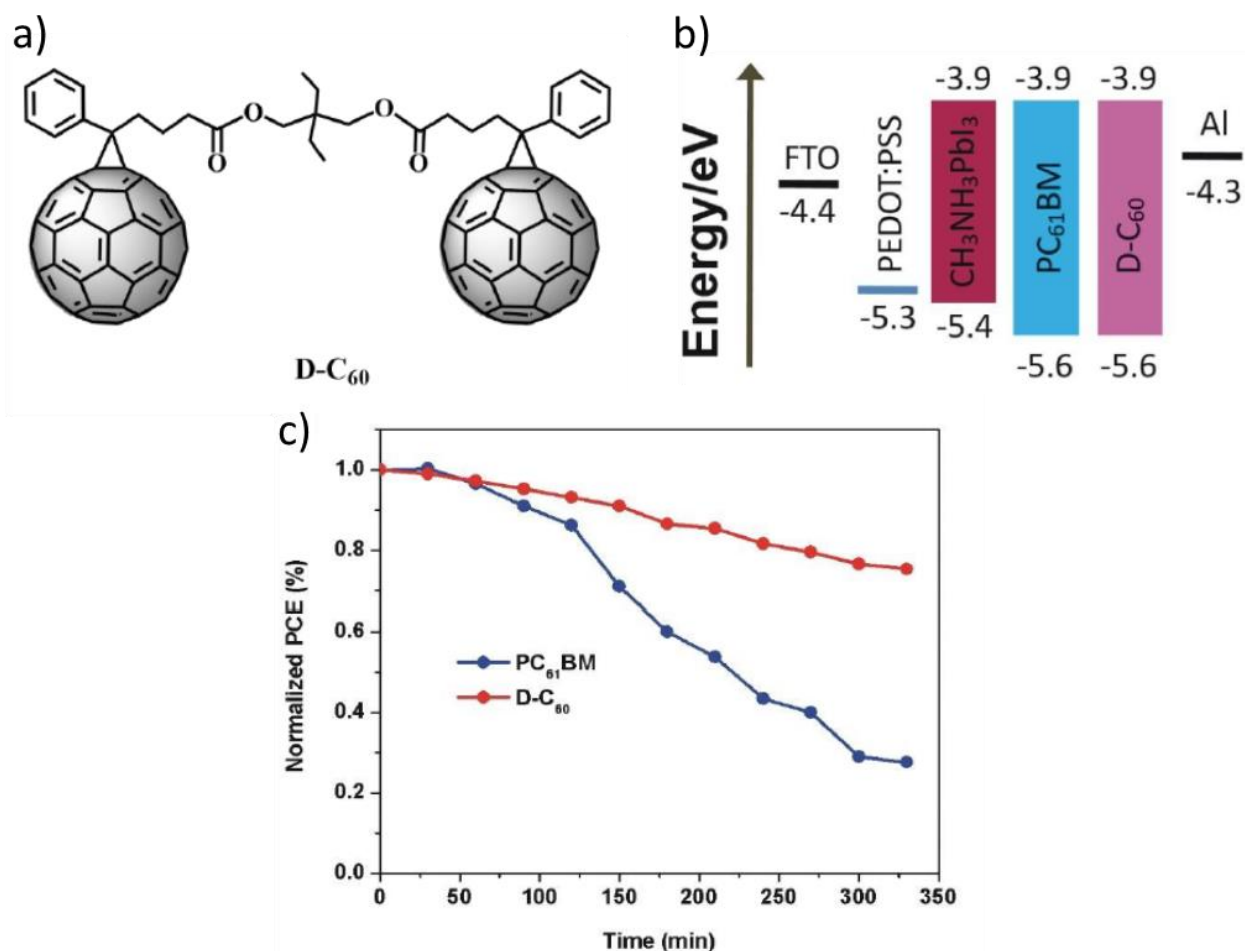 a)
O
O
O
O
D-C₆₀
b)
Energy/eV
FTO
-4.4
PEDOT:PSS
-5.3
-3.9
CH₃NH₃PbI₃
-5.4
-3.9
PC₆₁BM
-5.6
-3.9
D-C₆₀
-5.6
Al
-4.3
c)
Normalized PCE (%)
1.0
0.8
0.6
0.4
0.2
0.0
PC₆₁BM
D-C₆₀
0 50 100 150 200 250 300 350
Time (min)